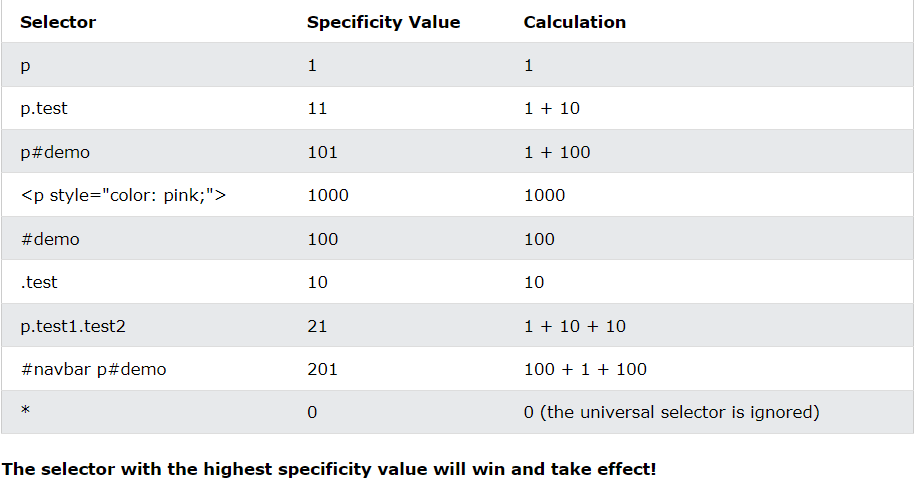 Selector Specificity Value Calculation
p 1 1
p.test 11 1 + 10
p#demo 101 1 + 100
<p style="color: pink;"> 1000 1000
#demo 100 100
.test 10 10
p.test1.test2 21 1 + 10 + 10
#navbar p#demo 201 100 + 1 + 100
* 0 0 (the universal selector is ignored)
The selector with the highest specificity value will win and take effect!